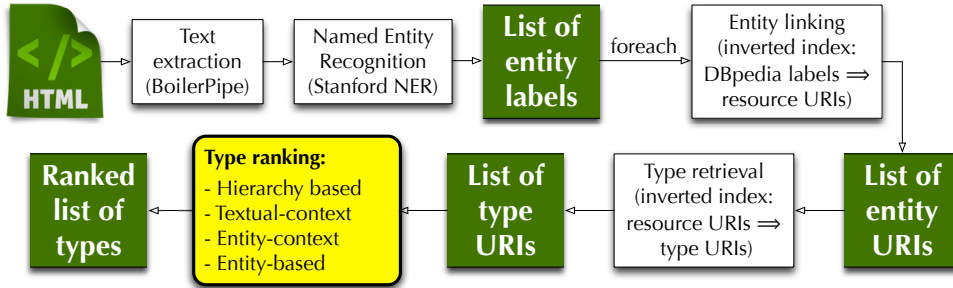 </>
HTML
Text
extraction
(BoilerPipe)
Named Entity
Recognition
(Stanford NER)
List of
entity
labels
foreach
Entity linking
(inverted index:
DBpedia labels ⟹
resource URIs)
Ranked
list of
types
Type ranking:
- Hierarchy based
- Textual-context
- Entity-context
- Entity-based
List of
type
URIs
Type retrieval
(inverted index:
resource URIs ⟹
type URIs)
List of
entity
URIs